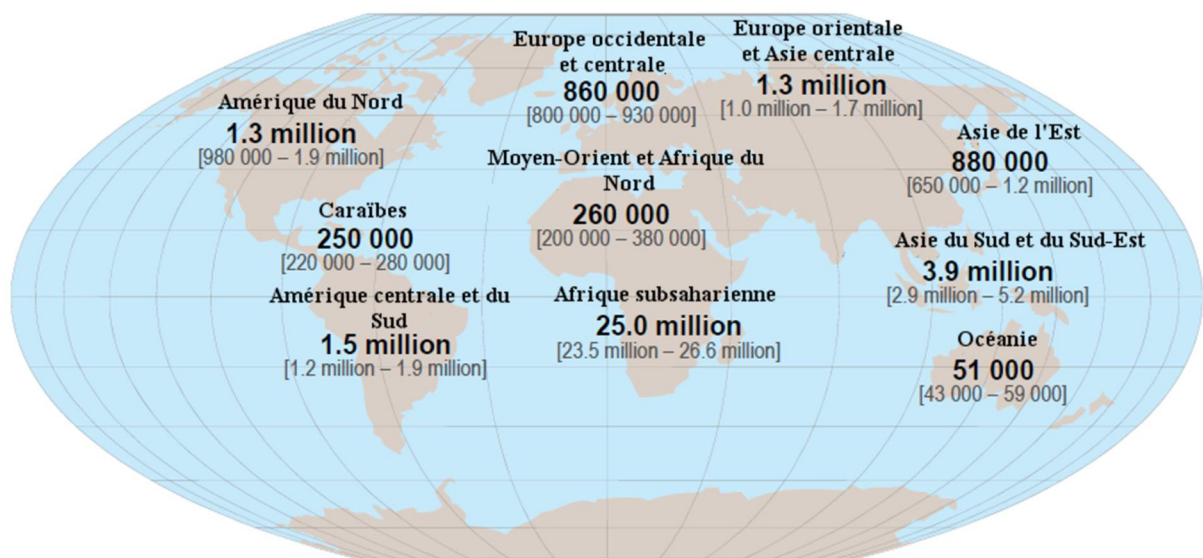 Amérique du Nord
1.3 million
[980 000 – 1.9 million]
Caraïbes
250 000
[220 000 – 280 000]
Amérique centrale et du
Sud
1.5 million
[1.2 million – 1.9 million]
Europe occidentale
et centrale
860 000
[800 000 – 930 000]
Moyen-Orient et Afrique du
Nord
260 000
[200 000 – 380 000]
Afrique subsaharienne
25.0 million
[23.5 million – 26.6 million]
Europe orientale
et Asie centrale
1.3 million
[1.0 million – 1.7 million]
Asie de l'Est
880 000
[650 000 – 1.2 million]
Asie du Sud et du Sud-Est
3.9 million
[2.9 million – 5.2 million]
Océanie
51 000
[43 000 – 59 000]